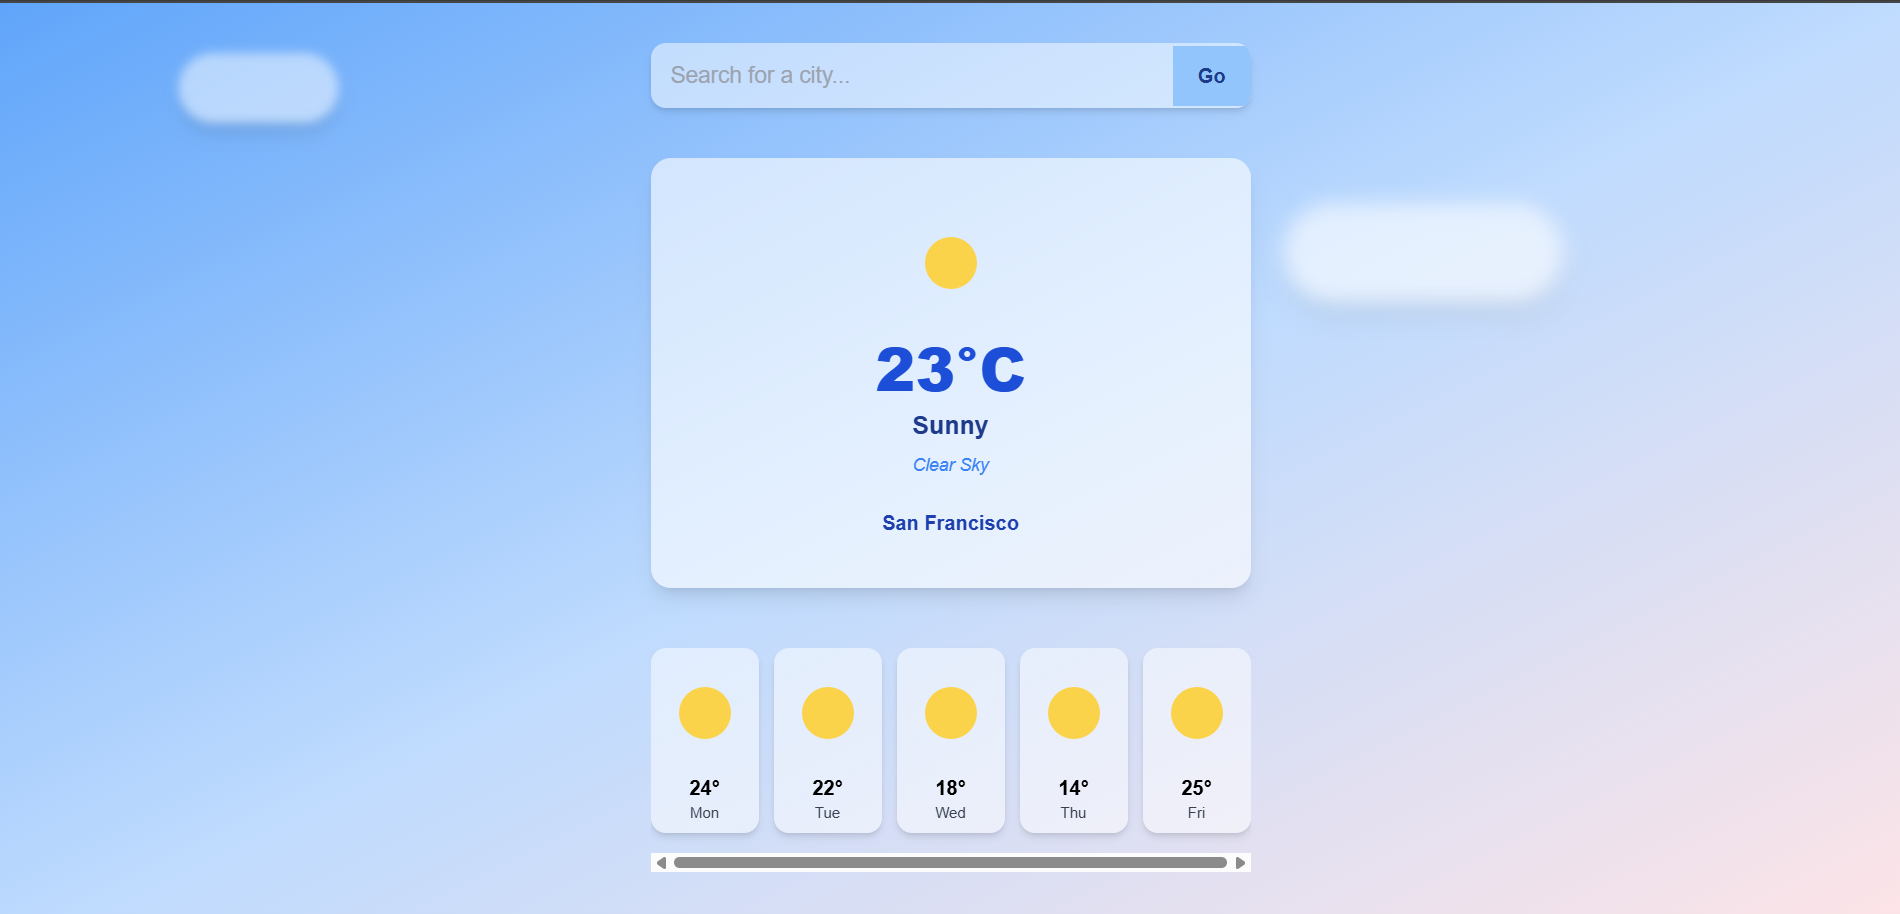 Search for a city...
Go
23°C
Sunny
Clear Sky
San Francisco
24° 22° 18° 14° 25°
Mon Tue Wed Thu Fri